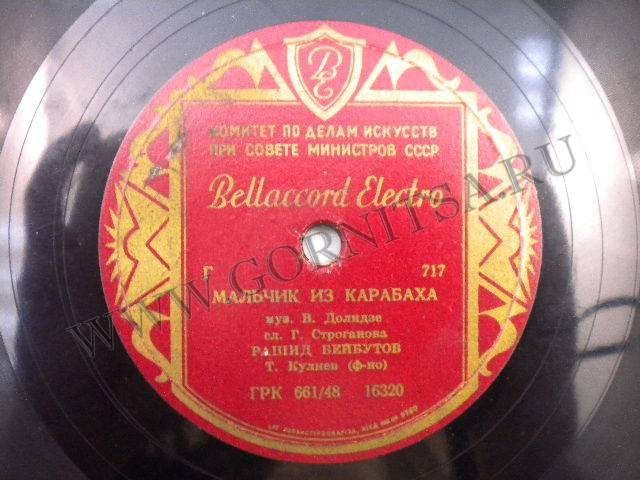 BE
КОМИТЕТ ПО ДЕЛАМ ИСКУССТВ
ПРИ СОВЕТЕ МИНИСТРОВ СССР
Bellaccord Electro
F 717
МАЛЬЧИК ИЗ КАРАБАХА
муз. В. Долидзе
сл. Г. Строганова
РАШИД БЕЙБУТОВ
Т. Кулиев (ф-но)
ГРК 661/48 16320
WWW.GORNITSA.RU